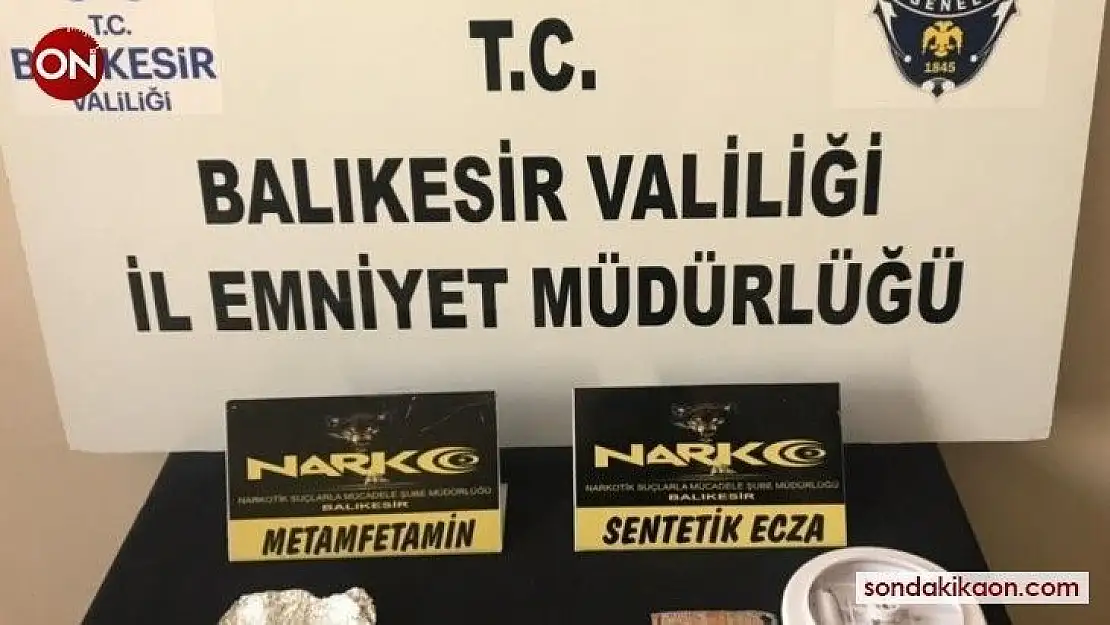 T.C.
BALIKESİR
VALİLİĞİ
ON
T.C.
BALIKESİR VALİLİĞİ
İL EMNİYET MÜDÜRLÜĞÜ
GENEL
1845
NARKO
NARKOTİK SUÇLARLA MÜCADELE ŞUBE MÜDÜRLÜĞÜ
BALIKESİR
METAMFETAMİN
NARKO
NARKOTİK SUÇLARLA MÜCADELE ŞUBE MÜDÜRLÜĞÜ
BALIKESİR
SENTETİK ECZA
sondakikaon.com